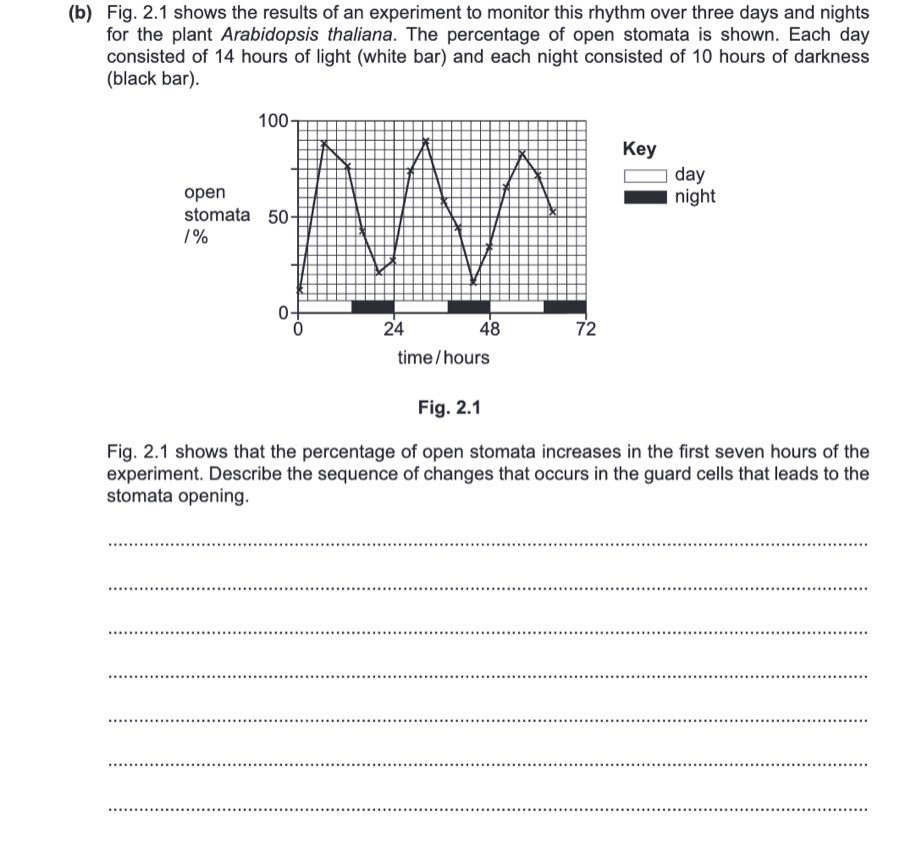 (b) Fig. 2.1 shows the results of an experiment to monitor this rhythm over three days and nights
for the plant Arabidopsis thaliana. The percentage of open stomata is shown. Each day
consisted of 14 hours of light (white bar) and each night consisted of 10 hours of darkness
(black bar).
100
Key
day
night
open
stomata
/ %
50
0
0 24 48 72
time / hours
Fig. 2.1
Fig. 2.1 shows that the percentage of open stomata increases in the first seven hours of the
experiment. Describe the sequence of changes that occurs in the guard cells that leads to the
stomata opening.